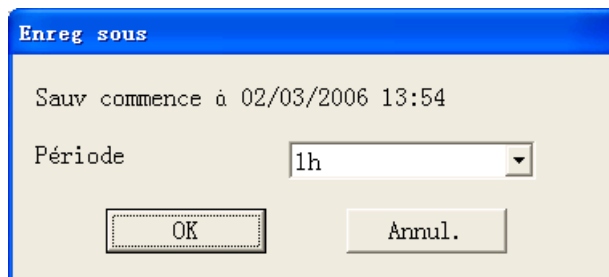 Enreg sous
Sauv commence à 02/03/2006 13:54
Période 1h
OK Annul.